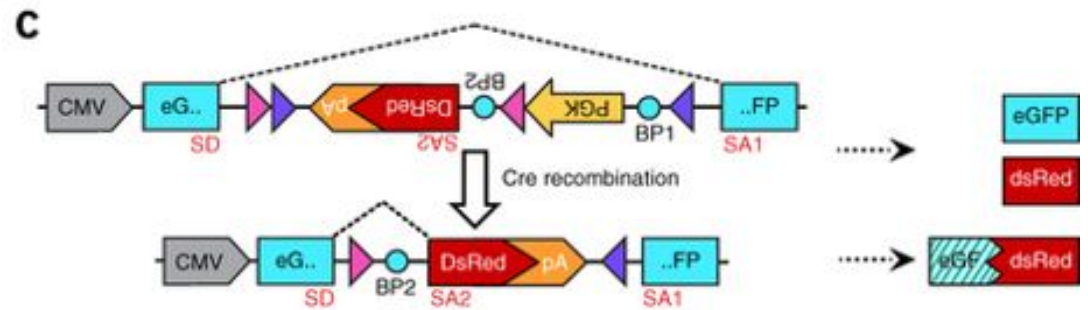 C
CMV
eG..
SD
pA
DsRed
SA2
BP2
PGK
BP1
..FP
SA1
eGFP
dsRed
Cre recombination
CMV
eG..
SD
BP2
DsRed
SA2
pA
..FP
SA1
eGF
dsRed